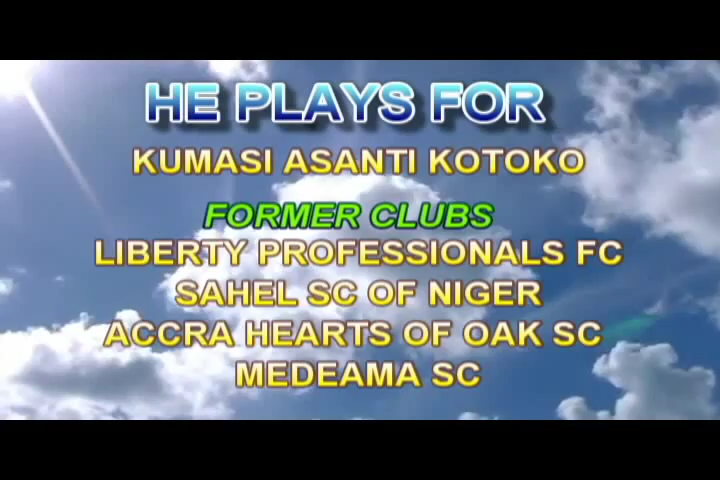 HE PLAYS FOR
KUMASI ASANTI KOTOKO
FORMER CLUBS
LIBERTY PROFESSIONALS FC
SAHEL SC OF NIGER
ACCRA HEARTS OF OAK SC
MEDEAMA SC